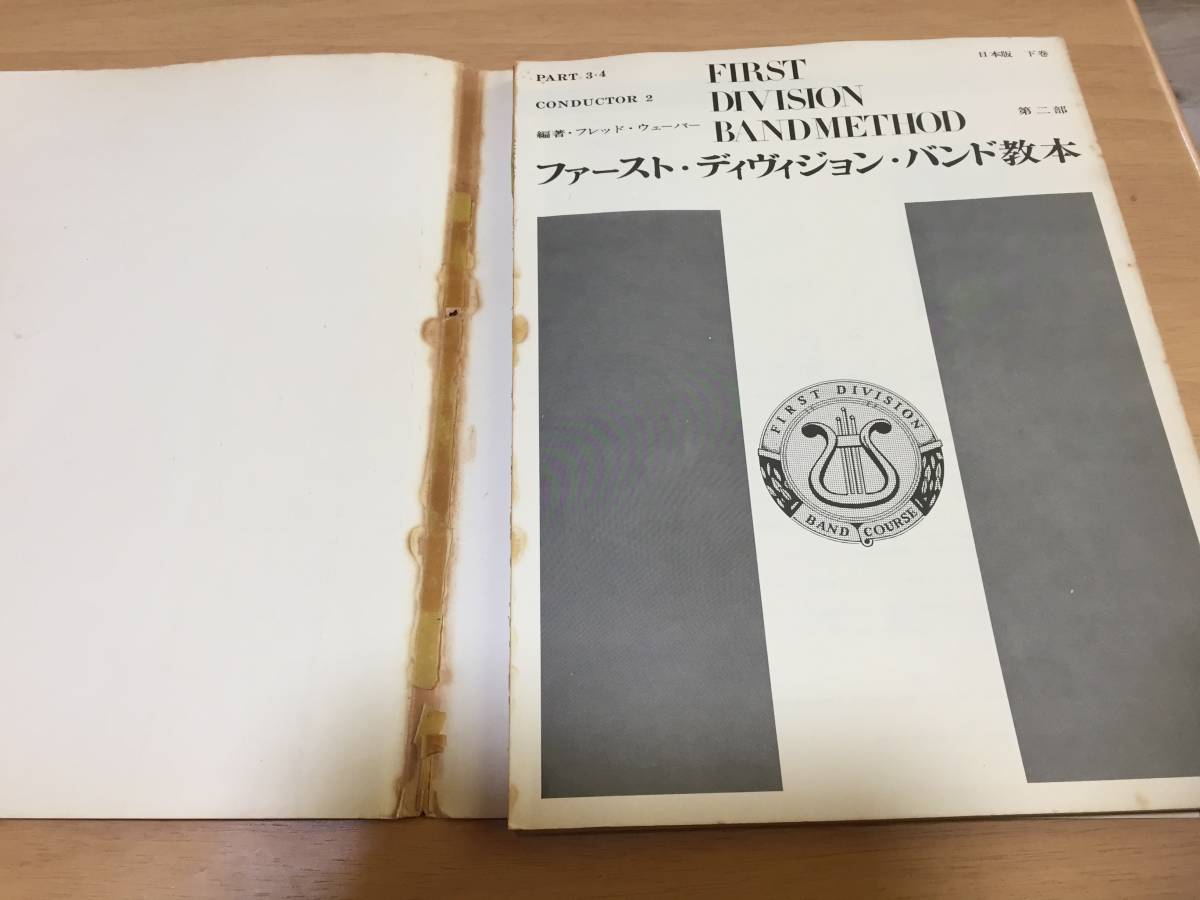 PART 3·4
CONDUCTOR 2
編著・フレッド・ウェーバー
FIRST
DIVISION
BAND METHOD
日本版 下巻
第二部
ファースト・ディヴィジョン・バンド教本
FIRST DIVISION
BAND COURSE